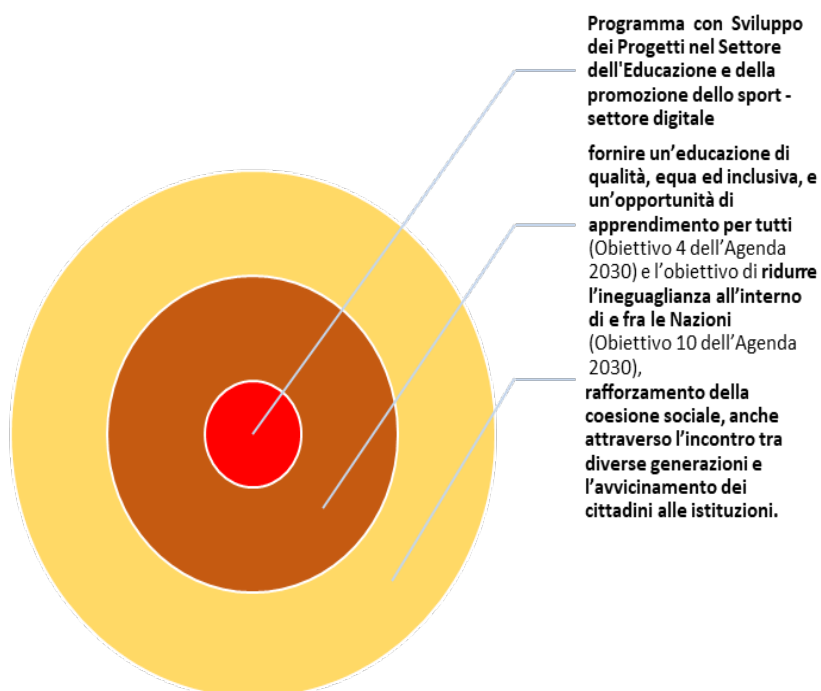 Programma con Sviluppo
dei Progetti nel Settore
dell'Educazione e della
promozione dello sport -
settore digitale
fornire un’educazione di
qualità, equa ed inclusiva, e
un’opportunità di
apprendimento per tutti
(Obiettivo 4 dell’Agenda
2030) e l’obiettivo di ridurre
l’ineguaglianza all’interno
di e fra le Nazioni
(Obiettivo 10 dell’Agenda
2030),
rafforzamento della
coesione sociale, anche
attraverso l’incontro tra
diverse generazioni e
l’avvicinamento dei
cittadini alle istituzioni.